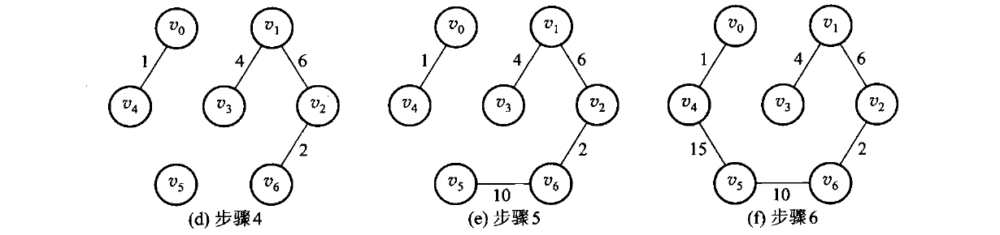 v0 v1 v0 v1 v0 v1
1 4 6 1 4 6 1 4 6
v4 v3 v2 v4 v3 v2 v4 v3 v2
2 2 15 2
v5 v6 v5 10 v6 v5 10 v6
(d) 步骤4 (e) 步骤5 (f) 步骤6